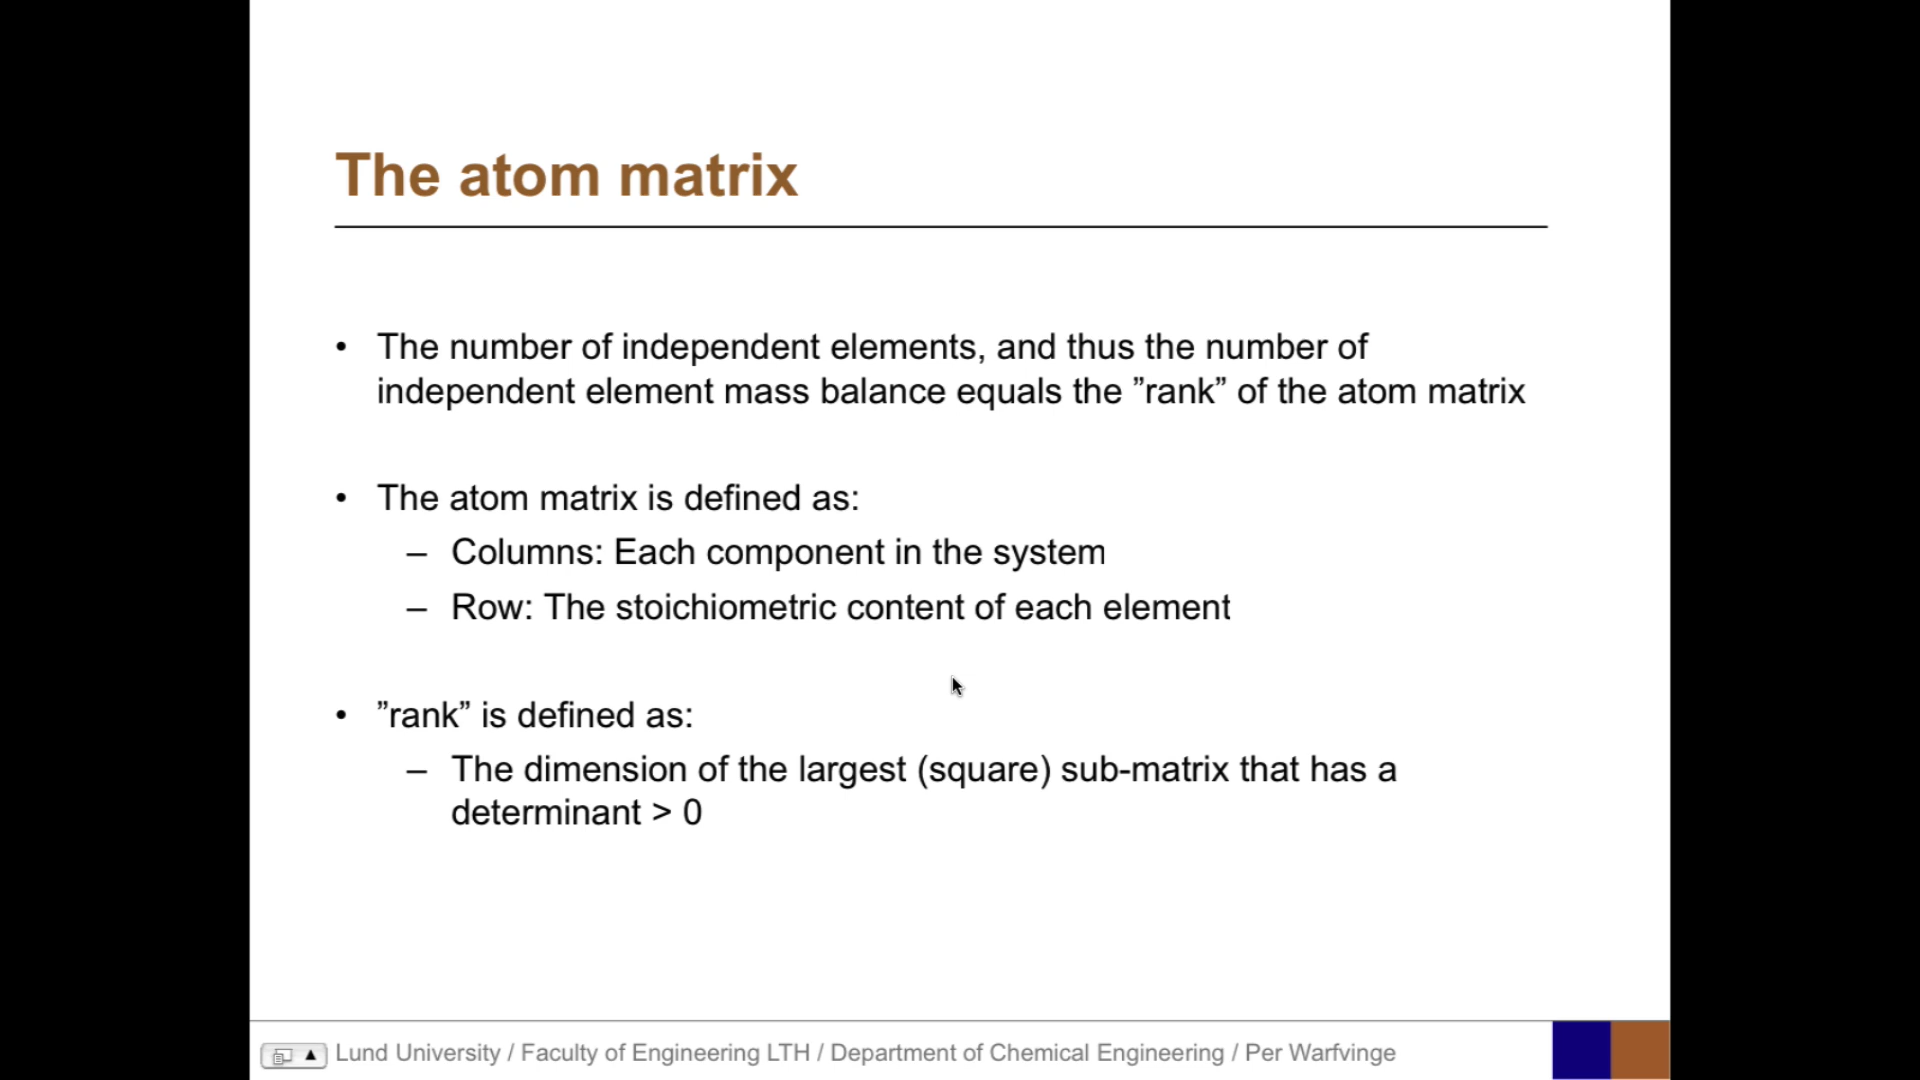 The atom matrix
• The number of independent elements, and thus the number of
independent element mass balance equals the ”rank” of the atom matrix
• The atom matrix is defined as:
– Columns: Each component in the system
– Row: The stoichiometric content of each element
• ”rank” is defined as:
– The dimension of the largest (square) sub-matrix that has a
determinant > 0
Lund University / Faculty of Engineering LTH / Department of Chemical Engineering / Per Warfvinge